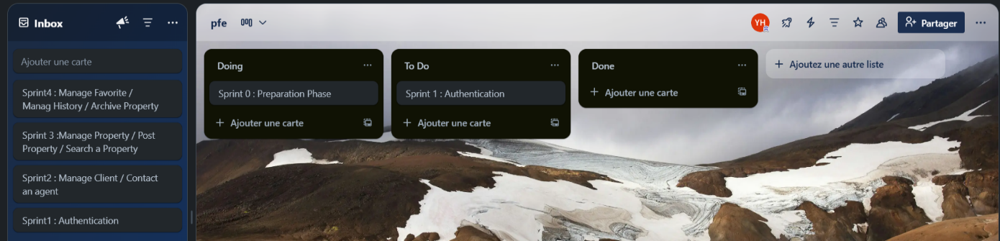 Inbox
Ajouter une carte
Sprint4 : Manage Favorite /
Manag History / Archive Property
Sprint 3 :Manage Property / Post
Property / Search a Property
Sprint2 : Manage Client / Contact
an agent
Sprint1 : Authentication
pfe
YH
Partager
Doing
Sprint 0 : Preparation Phase
Ajouter une carte
To Do
Sprint 1 : Authentication
Ajouter une carte
Done
Ajouter une carte
Ajoutez une autre liste